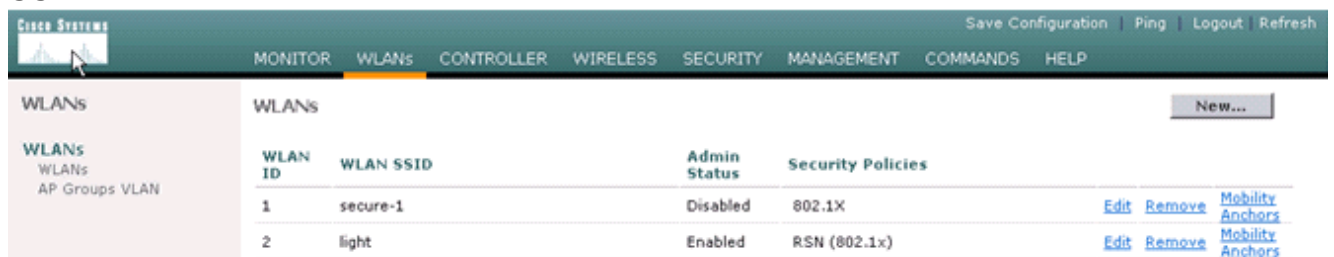 CISCO SYSTEMS
Save Configuration | Ping | Logout | Refresh
MONITOR WLANs CONTROLLER WIRELESS SECURITY MANAGEMENT COMMANDS HELP
WLANs
WLANs
WLANs
AP Groups VLAN
WLANs
New...
WLAN ID WLAN SSID Admin Status Security Policies
1 secure-1 Disabled 802.1X Edit Remove Mobility Anchors
2 light Enabled RSN (802.1x) Edit Remove Mobility Anchors